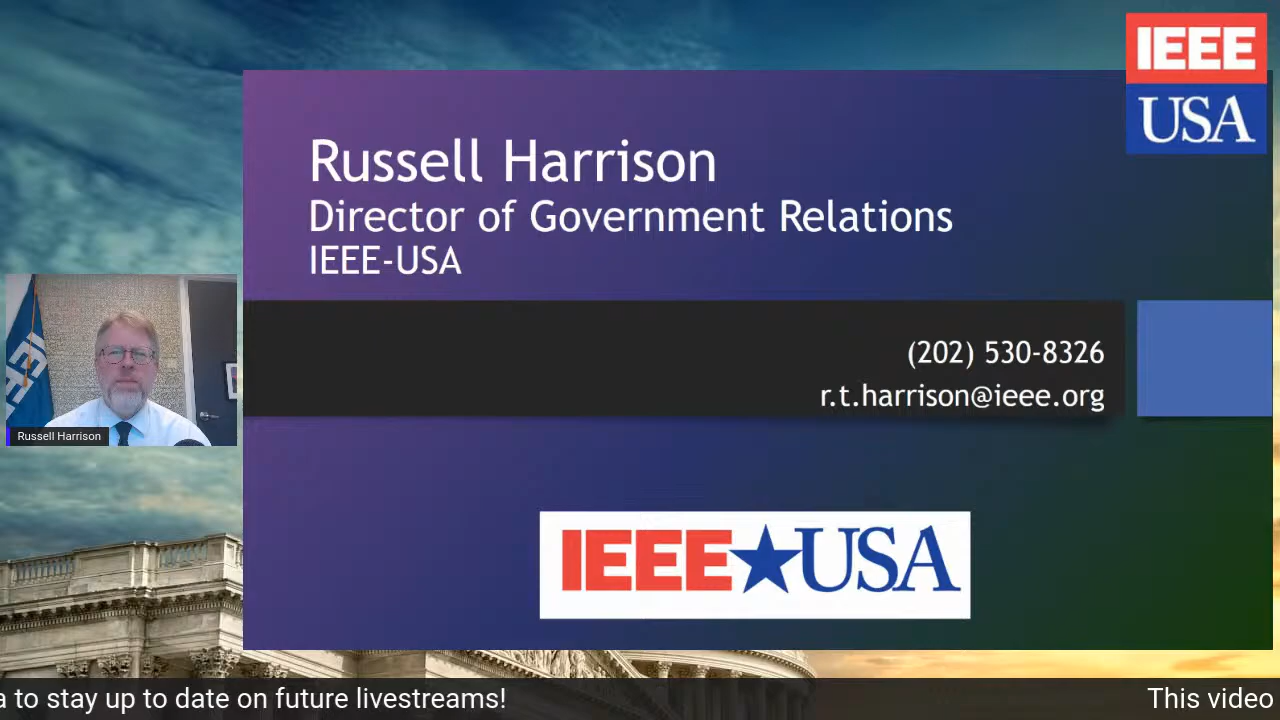 IEEE
USA
Russell Harrison
Director of Government Relations
IEEE-USA
(202) 530-8326
r.t.harrison@ieee.org
Russell Harrison
IEEE★USA
a to stay up to date on future livestreams!
This video